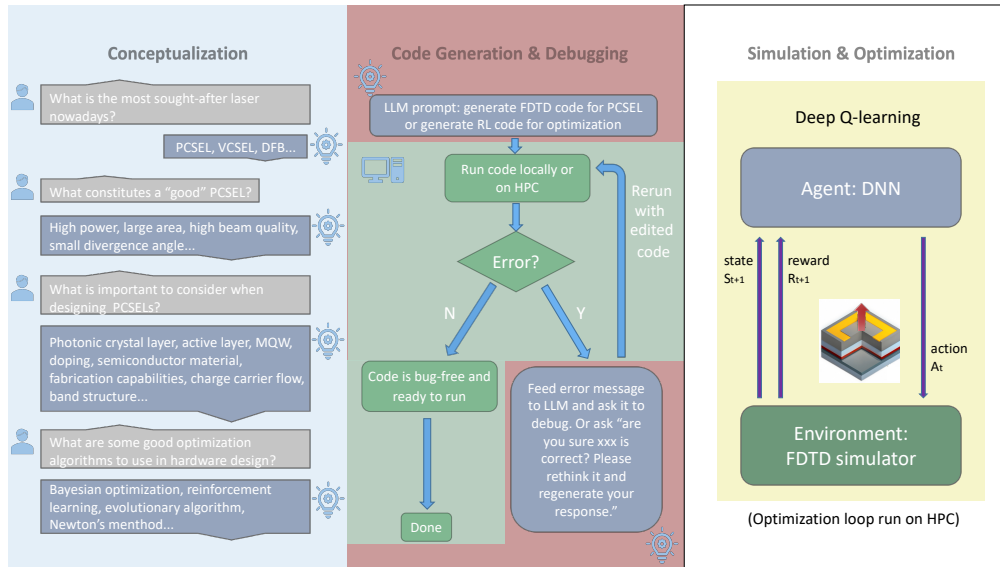 Conceptualization
What is the most sought-after laser
nowadays?
PCSEL, VCSEL, DFB...
What constitutes a “good” PCSEL?
High power, large area, high beam quality,
small divergence angle...
What is important to consider when
designing PCSELs?
Photonic crystal layer, active layer, MQW,
doping, semiconductor material,
fabrication capabilities, charge carrier flow,
band structure...
What are some good optimization
algorithms to use in hardware design?
Bayesian optimization, reinforcement
learning, evolutionary algorithm,
Newton’s menthod...
Code Generation & Debugging
LLM prompt: generate FDTD code for PCSEL
or generate RL code for optimization
Run code locally or
on HPC
Rerun
with
edited
code
Error?
N
Y
Code is bug-free and
ready to run
Done
Feed error message
to LLM and ask it to
debug. Or ask “are
you sure xxx is
correct? Please
rethink it and
regenerate your
response.”
Simulation & Optimization
Deep Q-learning
Agent: DNN
state
St+1
reward
Rt+1
action
At
Environment:
FDTD simulator
(Optimization loop run on HPC)